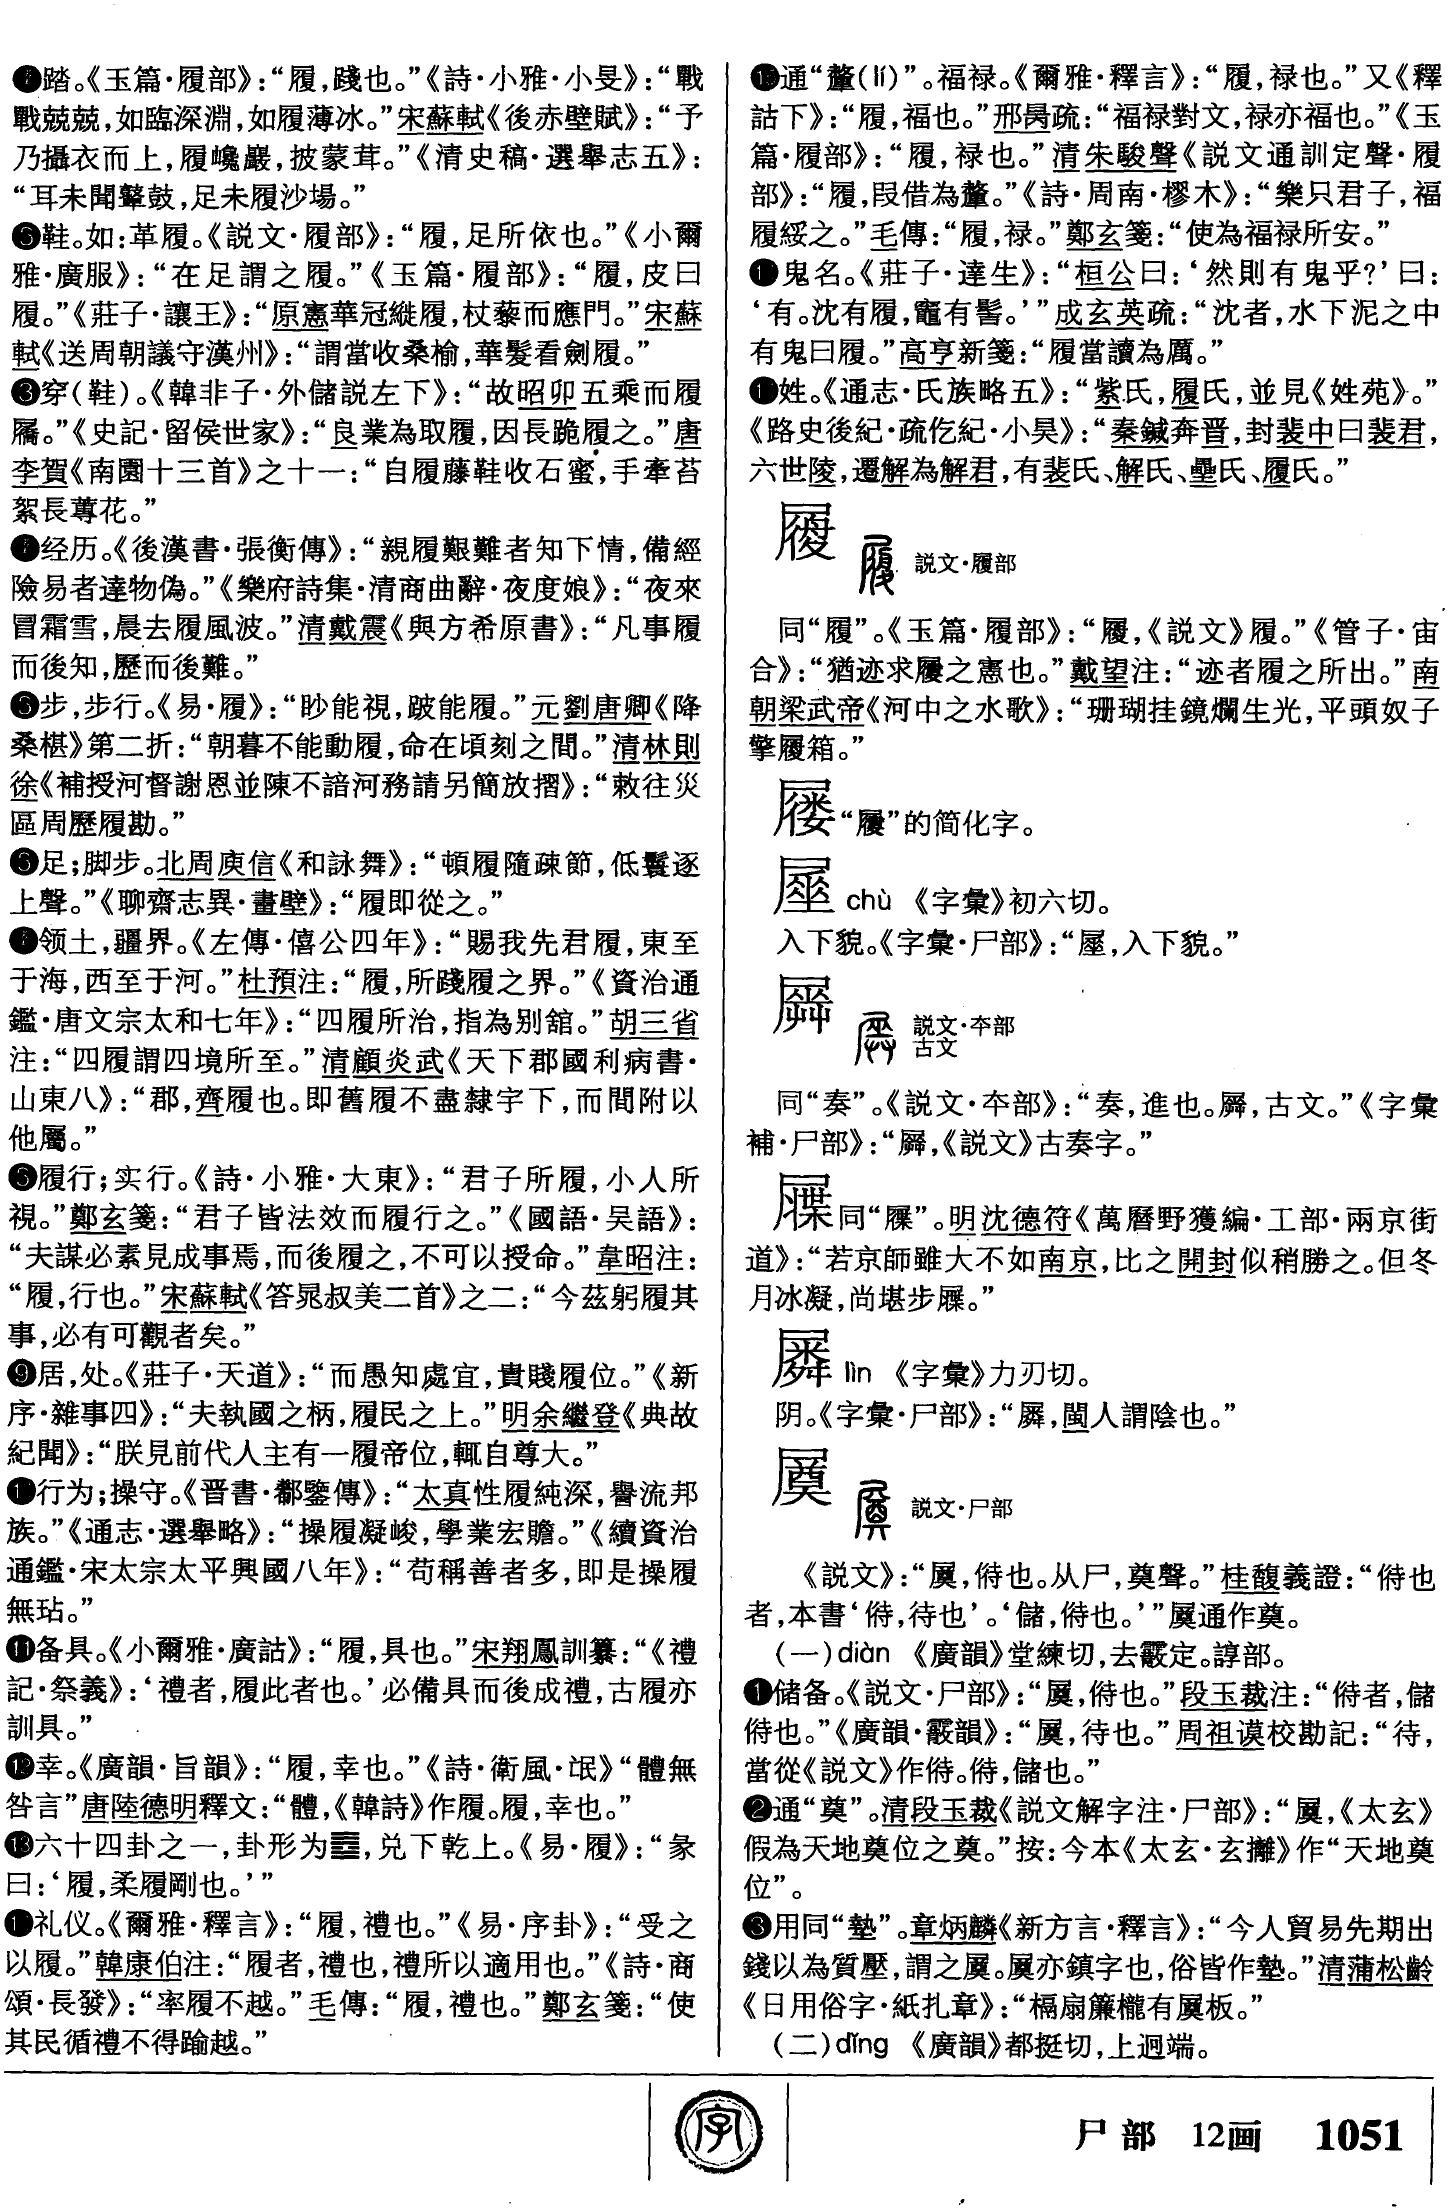 ❶踏。《玉篇·履部》：“履，踐也。”《詩·小雅·小旻》：“戰
戰兢兢，如臨深淵，如履薄冰。”宋蘇軾《後赤壁賦》：“予
乃攝衣而上，履巉巖，披蒙茸。”《清史稿·選舉志五》：
“耳未聞鼙鼓，足未履沙場。”
鞋。如：革履。《説文·履部》：“履，足所依也。”《小爾
雅·廣服》：“在足謂之履。”《玉篇·履部》：“履，皮曰
履。”《莊子·讓王》：“原憲華冠縰履，杖藜而應門。”宋蘇
軾《送周朝議守漢州》：“謂當收桑榆，華髮看劍履。”
❸穿(鞋)。《韓非子·外儲説左下》：“故昭卯五乘而履
屩。”《史記·留侯世家》：“良業為取履，因長跪履之。”唐
李賀《南園十三首》之十一：“自履藤鞋收石蜜，手牽苔
絮長蓴花。”
经历。《後漢書·張衡傳》：“親履艱難者知下情，備經
險易者達物偽。”《樂府詩集·清商曲辭·夜度娘》：“夜來
冒霜雪，晨去履風波。”清戴震《與方希原書》：“凡事履
而後知，歷而後難。”
步，步行。《易·履》：“眇能視，跛能履。”元劉唐卿《降
桑椹》第二折：“朝暮不能動履，命在頃刻之間。”清林則
徐《補授河督謝恩並陳不諳河務請另簡放摺》：“敕往災
區周歷履勘。”
足；脚步。北周庾信《和詠舞》：“頓履隨疎節，低鬟逐
上聲。”《聊齋志異·畫壁》：“履即從之。”
领土，疆界。《左傳·僖公四年》：“賜我先君履，東至
于海，西至于河。”杜預注：“履，所踐履之界。”《資治通
鑑·唐文宗太和七年》：“四履所治，指為别舘。”胡三省
注：“四履謂四境所至。”清顧炎武《天下郡國利病書·
山東八》：“郡，齊履也。即舊履不盡隸宇下，而間附以
他屬。”
履行；实行。《詩·小雅·大東》：“君子所履，小人所
視。”鄭玄箋：“君子皆法效而履行之。”《國語·吴語》：
“夫謀必素見成事焉，而後履之，不可以授命。”韋昭注：
“履，行也。”宋蘇軾《答晁叔美二首》之二：“今茲躬履其
事，必有可觀者矣。”
❾居，处。《莊子·天道》：“而愚知處宜，貴賤履位。”《新
序·雜事四》：“夫執國之柄，履民之上。”明余繼登《典故
紀聞》：“朕見前代人主有一履帝位，輒自尊大。”
行为；操守。《晋書·郗鑒傳》：“太真性履純深，譽流邦
族。”《通志·選舉略》：“操履凝峻，學業宏贍。”《續資治
通鑑·宋太宗太平興國八年》：“苟稱善者多，即是操履
無玷。”
⓫备具。《小爾雅·廣詁》：“履，具也。”宋翔鳳訓纂：“《禮
記·祭義》：‘禮者，履此者也。’必備具而後成禮，古履亦
訓具。”
⓬幸。《廣韻·旨韻》：“履，幸也。”《詩·衛風·氓》“體無
咎言”唐陸德明釋文：“體，《韓詩》作履。履，幸也。”
⓭六十四卦之一，卦形为䷉，兑下乾上。《易·履》：“彖
曰：‘履，柔履剛也。’”
礼仪。《爾雅·釋言》：“履，禮也。”《易·序卦》：“受之
以履。”韓康伯注：“履者，禮也，禮所以適用也。”《詩·商
頌·長發》：“率履不越。”毛傳：“履，禮也。”鄭玄箋：“使
其民循禮不得踰越。”
通“釐(lí)”。福禄。《爾雅·釋言》：“履，禄也。”又《釋
詁下》：“履，福也。”邢昺疏：“福禄對文，禄亦福也。”《玉
篇·履部》：“履，禄也。”清朱駿聲《説文通訓定聲·履
部》：“履，叚借為釐。”《詩·周南·樛木》：“樂只君子，福
履綏之。”毛傳：“履，禄。”鄭玄箋：“使為福禄所安。”
鬼名。《莊子·達生》：“桓公曰：‘然則有鬼乎？’曰：
‘有。沈有履，竈有髻。’”成玄英疏：“沈者，水下泥之中
有鬼曰履。”高亨新箋：“履當讀為厲。”
姓。《通志·氏族略五》：“紫氏，履氏，並見《姓苑》。”
《路史後紀·疏仡紀·小昊》：“秦鍼奔晋，封裴中曰裴君，
六世陵，遷解為解君，有裴氏、解氏、壘氏、履氏。”
説文·履部
同“履”。《玉篇·履部》：“，《説文》履。”《管子·宙
合》：“猶迹求履之憲也。”戴望注：“迹者履之所出。”南
朝梁武帝《河中之水歌》：“珊瑚挂鏡爛生光，平頭奴子
擎履箱。”
屦 “屨”的简化字。
chù 《字彙》初六切。
入下貌。《字彙·尸部》：“，入下貌。”
説文·夲部
古文
同“奏”。《説文·夲部》：“奏，進也。，古文。”《字彙
補·尸部》：“，《説文》古奏字。”
屧 同“屟”。明沈德符《萬曆野獲編·工部·兩京街
道》：“若京師雖大不如南京，比之開封似稍勝之。但冬
月冰凝，尚堪步屧。”
lìn 《字彙》力刃切。
阴。《字彙·尸部》：“，閩人謂陰也。”
説文·尸部
《説文》：“，偫也。从尸，奠聲。”桂馥義證：“偫也
者，本書‘偫，待也’。‘儲，偫也。’”通作奠。
(一)diàn 《廣韻》堂練切，去霰定。諄部。
❶储备。《説文·尸部》：“，偫也。”段玉裁注：“偫者，儲
偫也。”《廣韻·霰韻》：“，待也。”周祖谟校勘記：“待，
當從《説文》作偫。偫，儲也。”
❷通“奠”。清段玉裁《説文解字注·尸部》：“，《太玄》
假為天地奠位之奠。”按：今本《太玄·玄攡》作“天地奠
位”。
❸用同“墊”。章炳麟《新方言·釋言》：“今人貿易先期出
錢以為質壓，謂之。亦鎮字也，俗皆作墊。”清蒲松齡
《日用俗字·紙扎章》：“槅扇簾櫳有板。”
(二)dǐng 《廣韻》都挺切，上迥端。
字
尸部 12画 1051